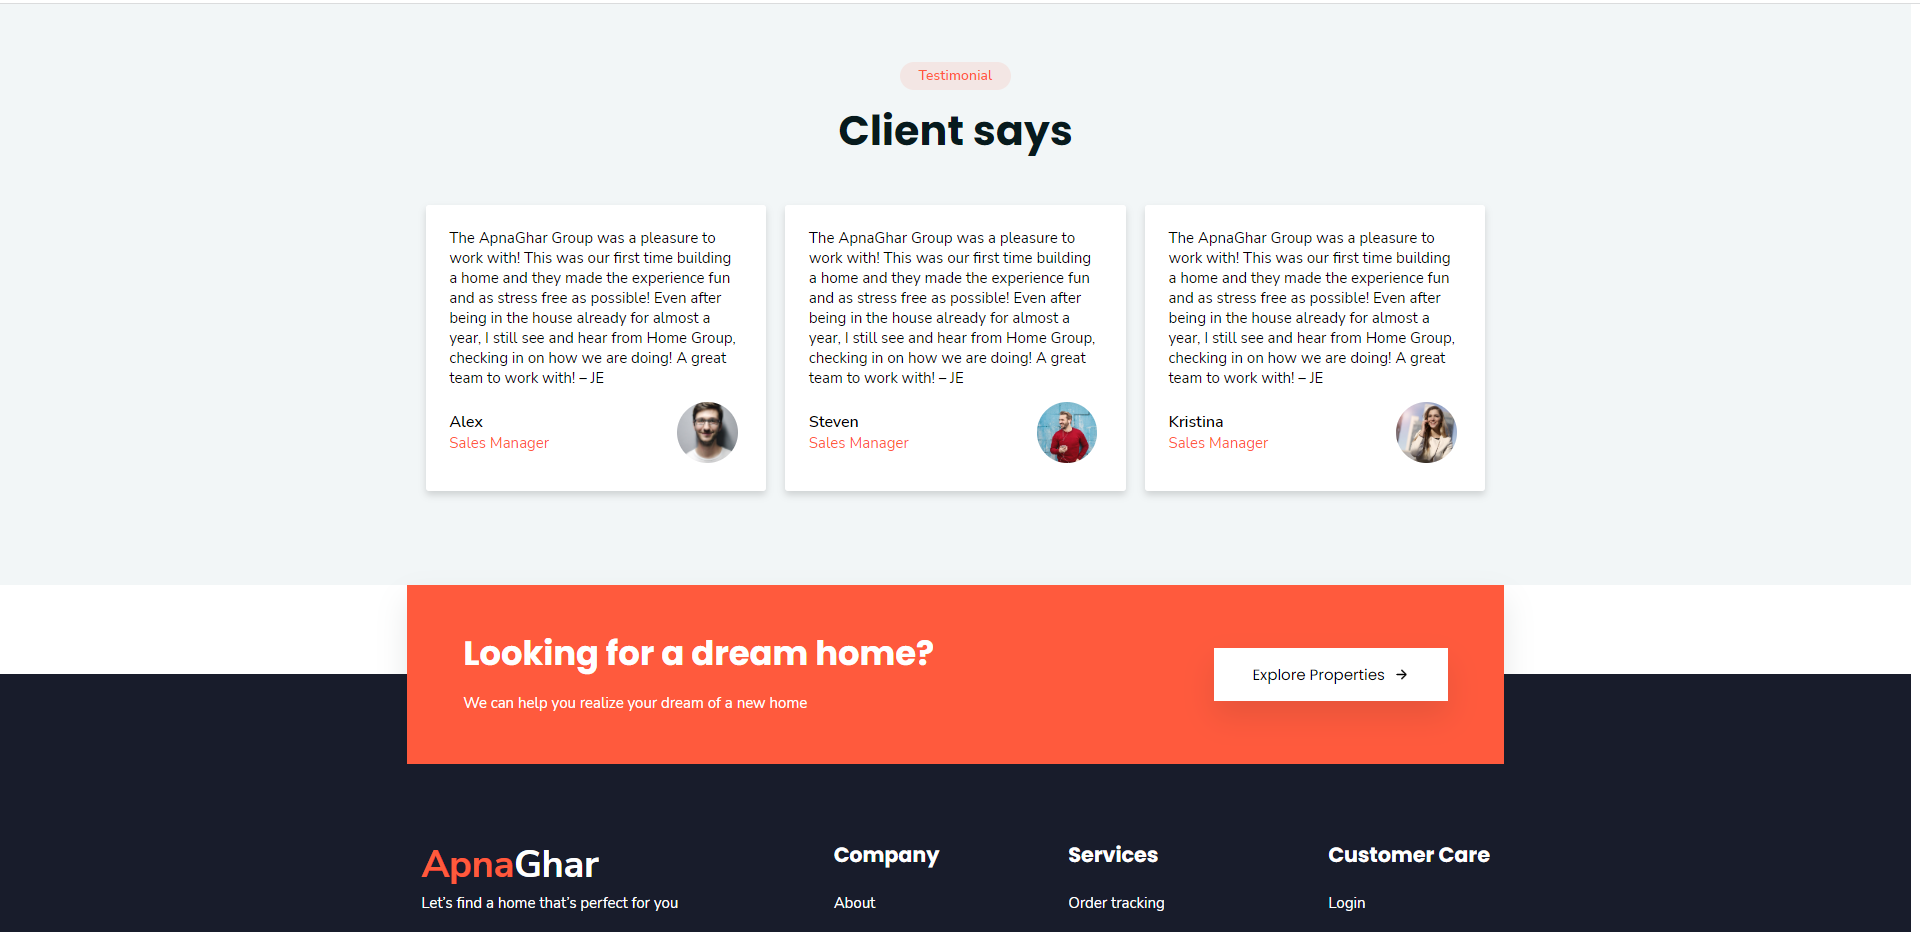 Testimonial
Client says
The ApnaGhar Group was a pleasure to
work with! This was our first time building
a home and they made the experience fun
and as stress free as possible! Even after
being in the house already for almost a
year, I still see and hear from Home Group,
checking in on how we are doing! A great
team to work with! – JE
Alex
Sales Manager
The ApnaGhar Group was a pleasure to
work with! This was our first time building
a home and they made the experience fun
and as stress free as possible! Even after
being in the house already for almost a
year, I still see and hear from Home Group,
checking in on how we are doing! A great
team to work with! – JE
Steven
Sales Manager
The ApnaGhar Group was a pleasure to
work with! This was our first time building
a home and they made the experience fun
and as stress free as possible! Even after
being in the house already for almost a
year, I still see and hear from Home Group,
checking in on how we are doing! A great
team to work with! – JE
Kristina
Sales Manager
Looking for a dream home?
We can help you realize your dream of a new home
Explore Properties →
ApnaGhar
Let's find a home that's perfect for you
Company
About
Services
Order tracking
Customer Care
Login